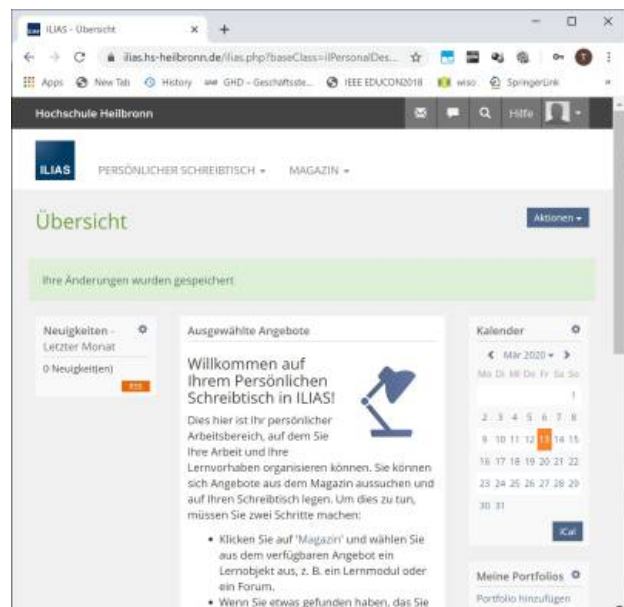 ILIAS - Übersicht
ilias.hs-heilbronn.de/ilias.php?baseClass=ilPersonalDes...
Apps New Tab History GHD - Geschäftsste... IEEE EDUCON2018 wiso SpringerLink
Hochschule Heilbronn
Hilfe
ILIAS
PERSÖNLICHER SCHREIBTISCH
MAGAZIN
Übersicht
Aktionen
Ihre Änderungen wurden gespeichert
Neuigkeiten -
Letzter Monat
0 Neuigkeit(en)
RSS
Ausgewählte Angebote
Willkommen auf
Ihrem Persönlichen
Schreibtisch in ILIAS!
Dies hier ist Ihr persönlicher
Arbeitsbereich, auf dem Sie
Ihre Arbeit und Ihre
Lernvorhaben organisieren können. Sie können
sich Angebote aus dem Magazin aussuchen und
auf Ihren Schreibtisch legen. Um dies zu tun,
müssen Sie zwei Schritte machen:
• Klicken Sie auf 'Magazin' und wählen Sie
aus dem verfügbaren Angebot ein
Lernobjekt aus, z. B. ein Lernmodul oder
ein Forum.
• Wenn Sie etwas gefunden haben, das Sie
Kalender
Mär 2020
Mo Di Mi Do Fr Sa So
1
2 3 4 5 6 7 8
9 10 11 12 13 14 15
16 17 18 19 20 21 22
23 24 25 26 27 28 29
30 31
iCal
Meine Portfolios
Portfolio hinzufügen